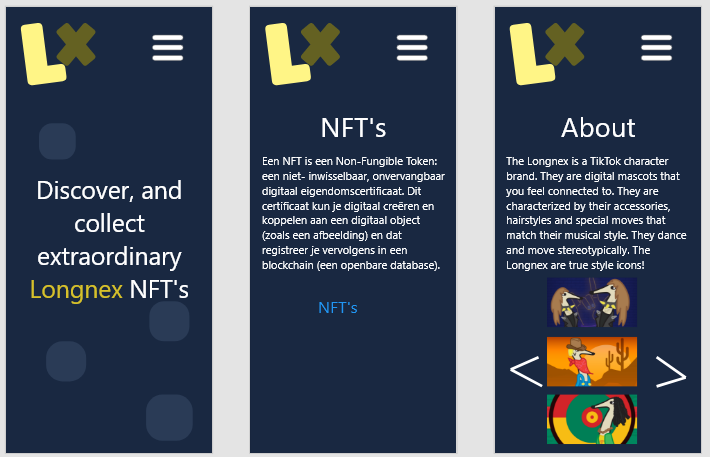 LX
Discover, and
collect
extraordinary
Longnex NFT's
LX
NFT's
Een NFT is een Non-Fungible Token:
een niet- inwisselbaar, onvervangbaar
digitaal eigendomscertificaat. Dit
certificaat kun je digitaal creëren en
koppelen aan een digitaal object
(zoals een afbeelding) en dat
registreer je vervolgens in een
blockchain (een openbare database).
NFT's
LX
About
The Longnex is a TikTok character
brand. They are digital mascots that
you feel connected to. They are
characterized by their accessories,
hairstyles and special moves that
match their musical style. They dance
and move stereotypically. The
Longnex are true style icons!